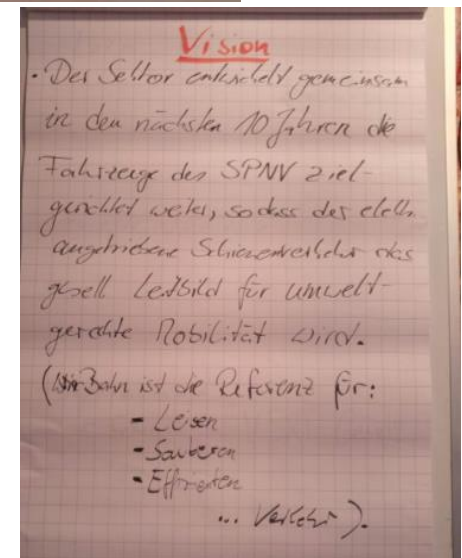 Vision
· Der Sektor entwickelt gemeinsam
in den nächsten 10 Jahren die
Fahrzeuge des SPNV ziel-
gerichtet weiter, sodass der elektr.
angetriebene Schienenverkehr das
gesell. Leitbild für umwelt-
gerechte Mobilität wird.
(Bahn ist die Referenz für:
- Leisen
- Sauberen
- Effizienten
... Verkehr).